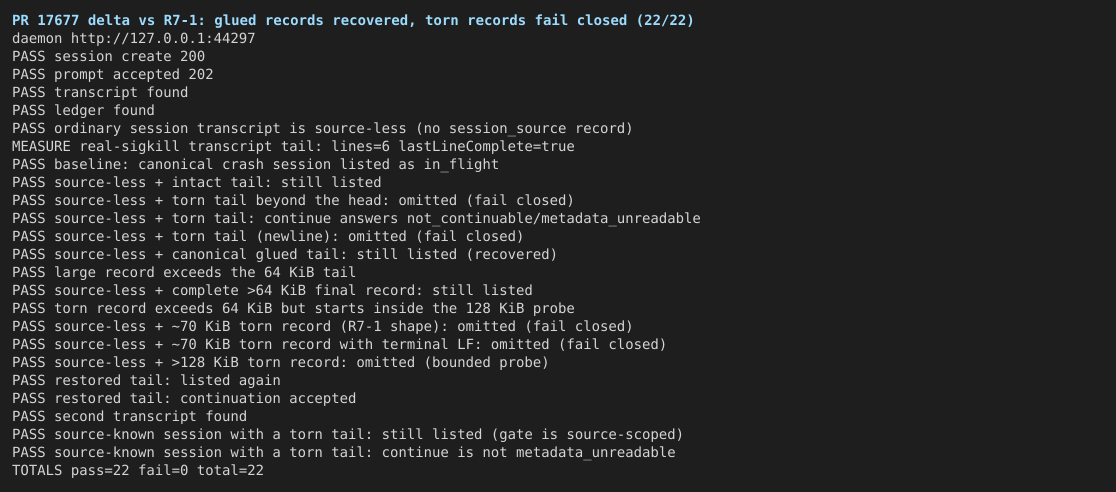 PR 17677 delta vs R7-1: glued records recovered, torn records fail closed (22/22)
daemon http://127.0.0.1:44297
PASS session create 200
PASS prompt accepted 202
PASS transcript found
PASS ledger found
PASS ordinary session transcript is source-less (no session_source record)
MEASURE real-sigkill transcript tail: lines=6 lastLineComplete=true
PASS baseline: canonical crash session listed as in_flight
PASS source-less + intact tail: still listed
PASS source-less + torn tail beyond the head: omitted (fail closed)
PASS source-less + torn tail: continue answers not_continuable/metadata_unreadable
PASS source-less + torn tail (newline): omitted (fail closed)
PASS source-less + canonical glued tail: still listed (recovered)
PASS large record exceeds the 64 KiB tail
PASS source-less + complete >64 KiB final record: still listed
PASS torn record exceeds 64 KiB but starts inside the 128 KiB probe
PASS source-less + ~70 KiB torn record (R7-1 shape): omitted (fail closed)
PASS source-less + ~70 KiB torn record with terminal LF: omitted (fail closed)
PASS source-less + >128 KiB torn record: omitted (bounded probe)
PASS restored tail: listed again
PASS restored tail: continuation accepted
PASS second transcript found
PASS source-known session with a torn tail: still listed (gate is source-scoped)
PASS source-known session with a torn tail: continue is not metadata_unreadable
TOTALS pass=22 fail=0 total=22